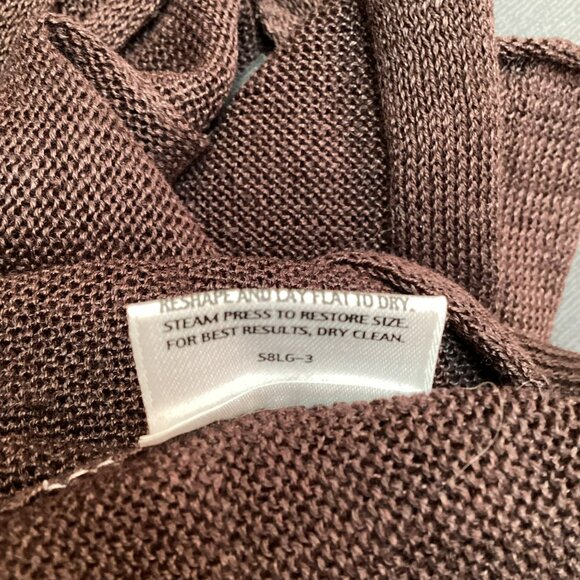 RESHAPE AND LAY FLAT TO DRY.
STEAM PRESS TO RESTORE SIZE.
FOR BEST RESULTS, DRY CLEAN.
S8LG-3